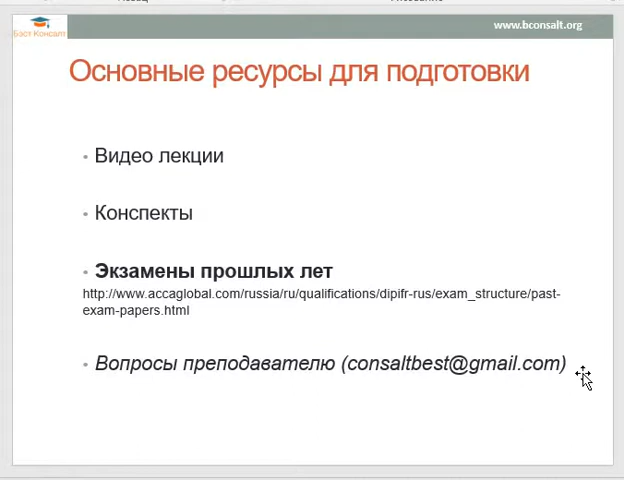 Бэст Консалт
www.bconsalt.org
Основные ресурсы для подготовки
• Видео лекции
• Конспекты
• Экзамены прошлых лет
http://www.accaglobal.com/russia/ru/qualifications/dipifr-rus/exam_structure/past-
exam-papers.html
• Вопросы преподавателю (consaltbest@gmail.com)